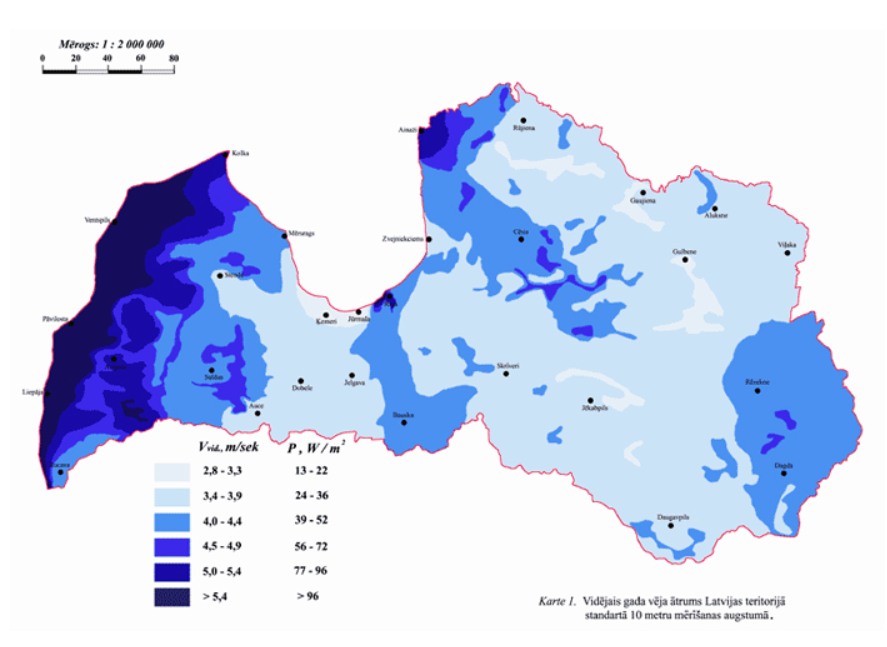 Mērogs: 1 : 2 000 000
0 20 40 60 80
Rūjiena
Ainaži
Kolka
Gaujiena
Alūksne
Ventspils
Mērsrags
Zvejniekciems
Cēsis
Gulbene
Viļaka
Stende
Pāvilosta
Ķemeri
Jūrmala
Rīga
Saldus
Dobele
Jelgava
Skrīveri
Rēzekne
Liepāja
Auce
Jēkabpils
Bauska
Rucava
Dagda
Daugavpils
Vvid., m/sek P , W / m²
2,8 - 3,3 13 - 22
3,4 - 3,9 24 - 36
4,0 - 4,4 39 - 52
4,5 - 4,9 56 - 72
5,0 - 5,4 77 - 96
> 5,4 > 96
Karte 1. Vidējais gada vēja ātrums Latvijas teritorijā
standartā 10 metru mērīšanas augstumā.